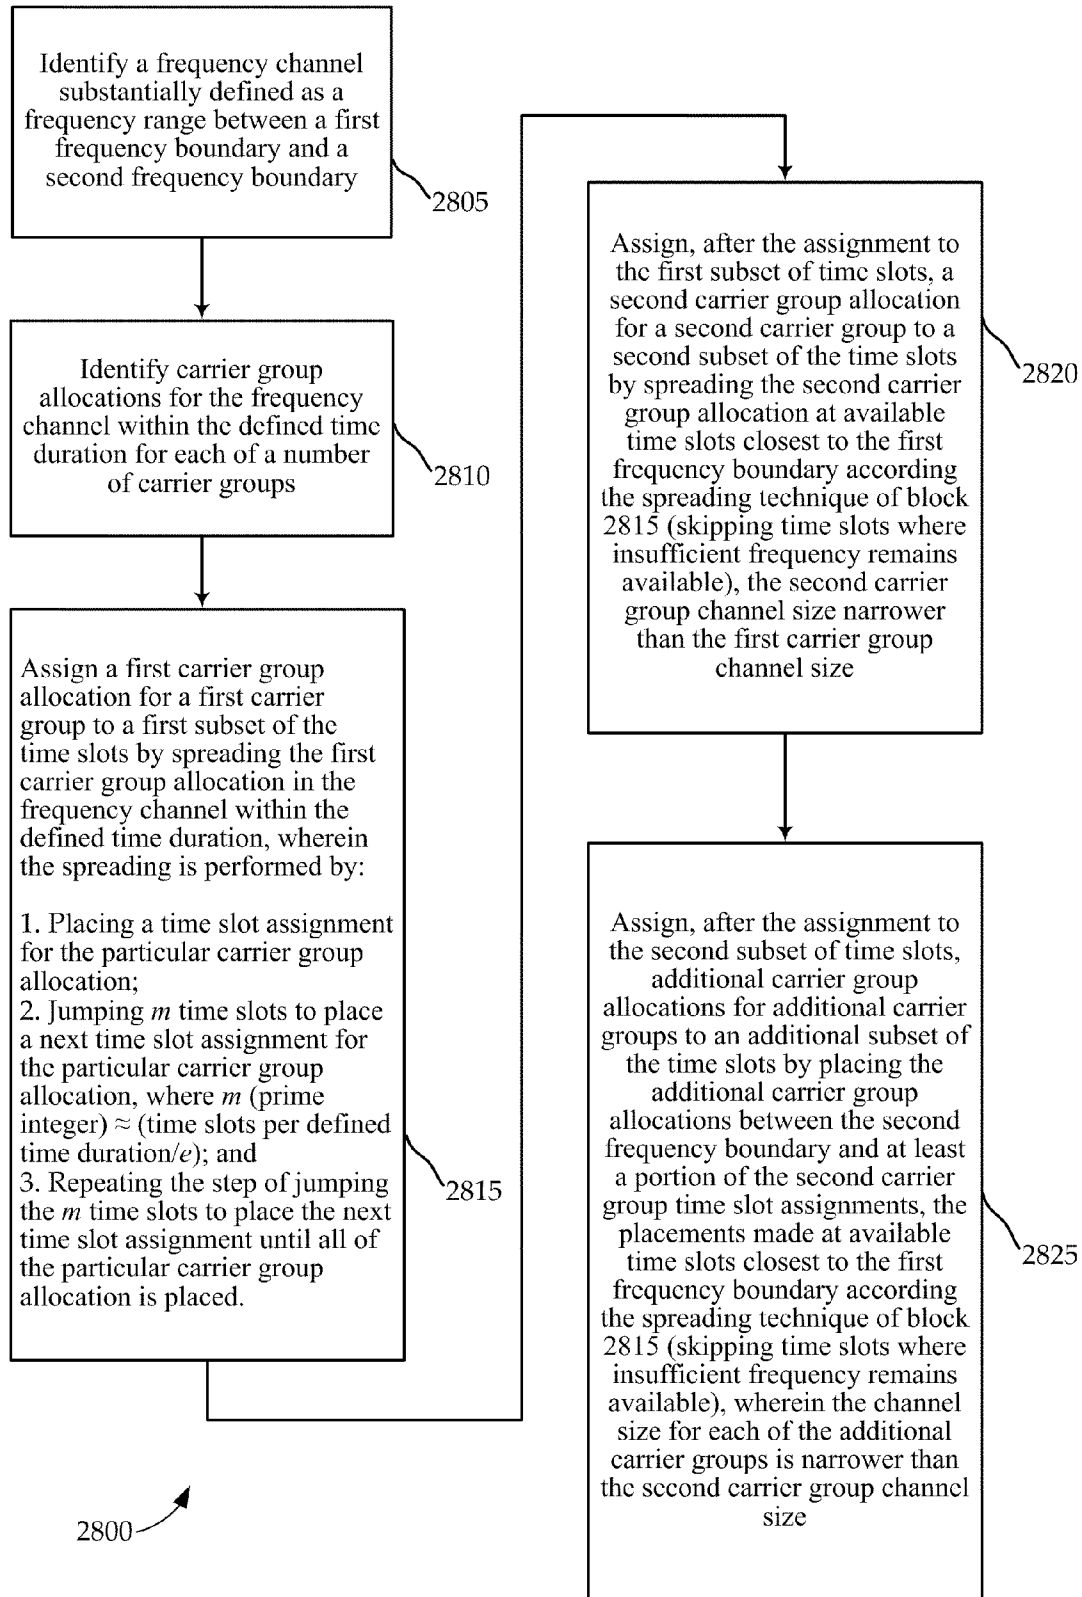 Identify a frequency channel
substantially defined as a
frequency range between a first
frequency boundary and a
second frequency boundary
2805
Identify carrier group
allocations for the frequency
channel within the defined time
duration for each of a number
of carrier groups
2810
Assign a first carrier group
allocation for a first carrier
group to a first subset of the
time slots by spreading the first
carrier group allocation in the
frequency channel within the
defined time duration, wherein
the spreading is performed by:
1. Placing a time slot assignment
for the particular carrier group
allocation;
2. Jumping m time slots to place
a next time slot assignment for
the particular carrier group
allocation, where m (prime
integer) ≈ (time slots per defined
time duration/e); and
3. Repeating the step of jumping
the m time slots to place the next
time slot assignment until all of
the particular carrier group
allocation is placed.
2815
Assign, after the assignment to
the first subset of time slots, a
second carrier group allocation
for a second carrier group to a
second subset of the time slots
by spreading the second carrier
group allocation at available
time slots closest to the first
frequency boundary according
the spreading technique of block
2815 (skipping time slots where
insufficient frequency remains
available), the second carrier
group channel size narrower
than the first carrier group
channel size
2820
Assign, after the assignment to
the second subset of time slots,
additional carrier group
allocations for additional carrier
groups to an additional subset of
the time slots by placing the
additional carrier group
allocations between the second
frequency boundary and at least
a portion of the second carrier
group time slot assignments, the
placements made at available
time slots closest to the first
frequency boundary according
the spreading technique of block
2815 (skipping time slots where
insufficient frequency remains
available), wherein the channel
size for each of the additional
carrier groups is narrower than
the second carrier group channel
size
2825
2800